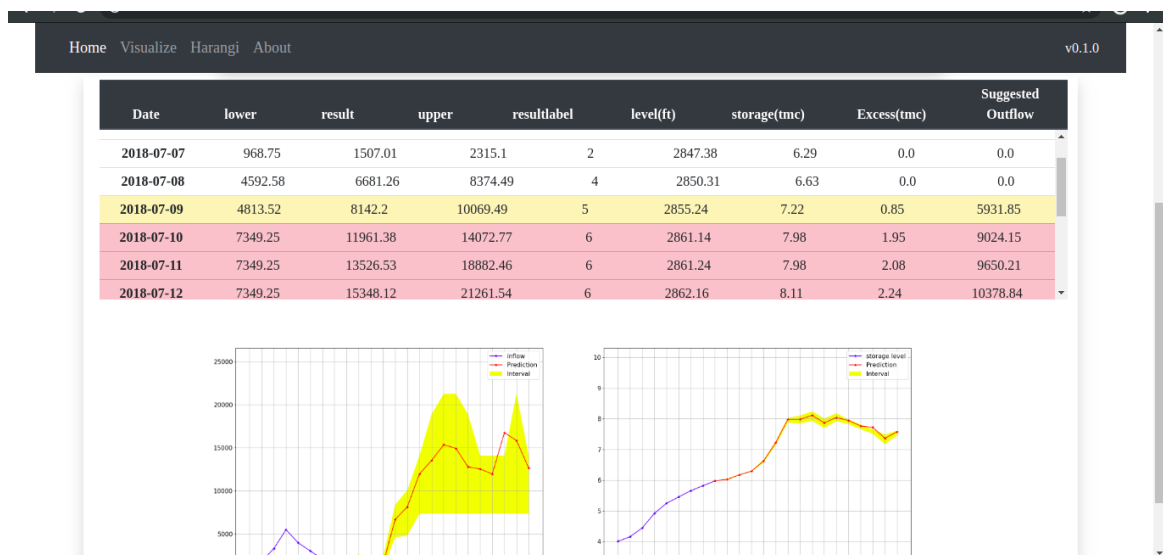 Home Visualize Harangi About v0.1.0
Suggested
Date lower result upper resultlabel level(ft) storage(tmc) Excess(tmc) Outflow
2018-07-07 968.75 1507.01 2315.1 2 2847.38 6.29 0.0 0.0
2018-07-08 4592.58 6681.26 8374.49 4 2850.31 6.63 0.0 0.0
2018-07-09 4813.52 8142.2 10069.49 5 2855.24 7.22 0.85 5931.85
2018-07-10 7349.25 11961.38 14072.77 6 2861.14 7.98 1.95 9024.15
2018-07-11 7349.25 13526.53 18882.46 6 2861.24 7.98 2.08 9650.21
2018-07-12 7349.25 15348.12 21261.54 6 2862.16 8.11 2.24 10378.84
25000
20000
15000
10000
5000
inflow
Prediction
Interval
10
9
8
7
6
5
4
storage level
Prediction
Interval